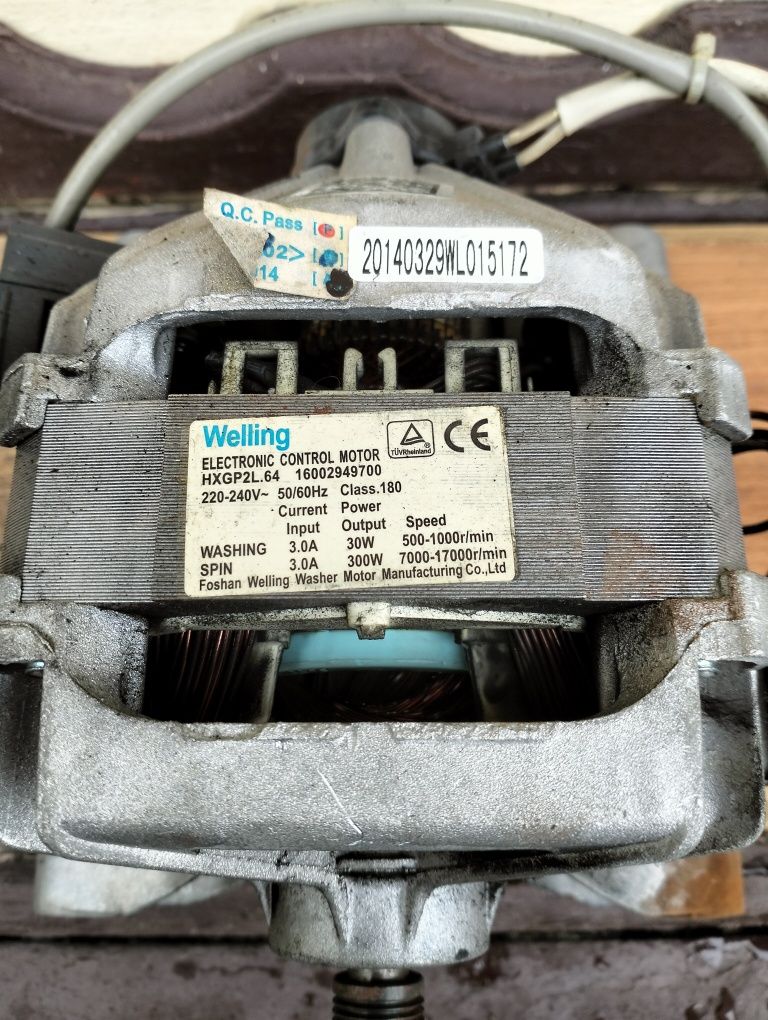 Q.C. Pass [P]
02>
14
20140329WL015172
Welling
ELECTRONIC CONTROL MOTOR
TÜVRheinland ®
CE
HXGP2L.64 16002949700
220-240V~ 50/60Hz Class.180
Current Power
Input Output Speed
WASHING 3.0A 30W 500-1000r/min
SPIN 3.0A 300W 7000-17000r/min
Foshan Welling Washer Motor Manufacturing Co.,Ltd